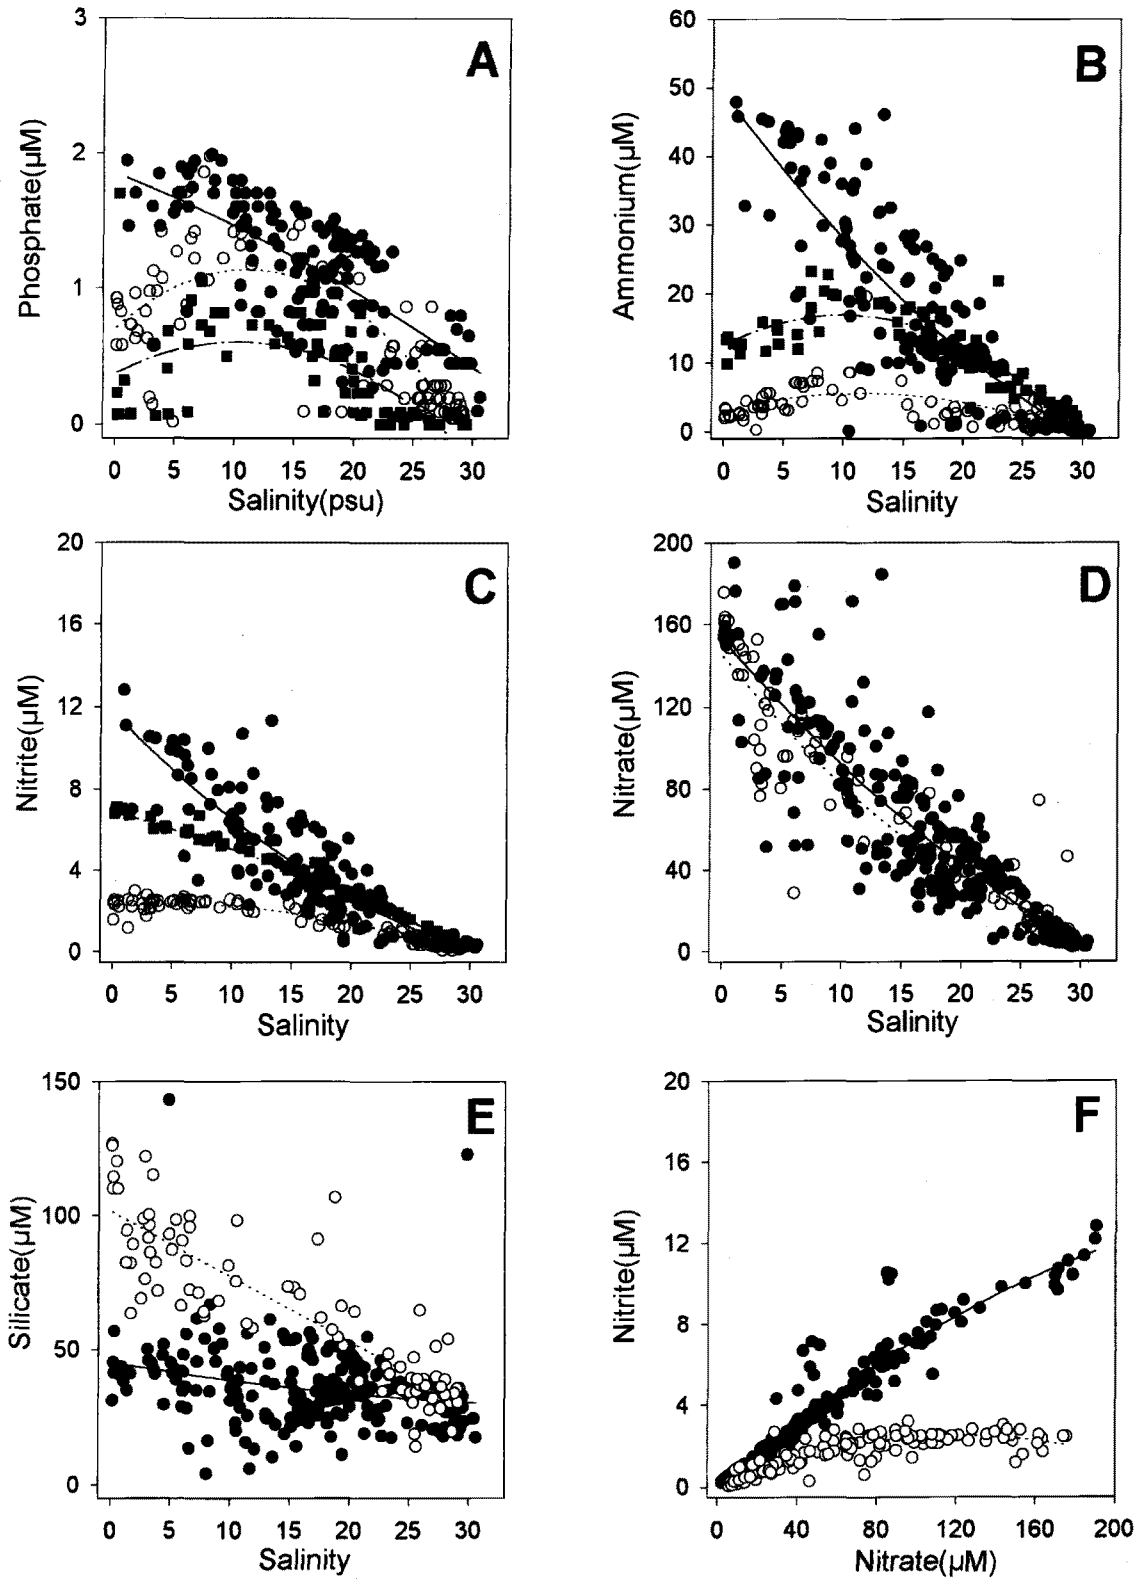 A
Phosphate(µM)
3
2
1
0
0 5 10 15 20 25 30
Salinity(psu)
B
Ammonium(µM)
60
50
40
30
20
10
0
0 5 10 15 20 25 30
Salinity
C
Nitrite(µM)
20
16
12
8
4
0
0 5 10 15 20 25 30
Salinity
D
Nitrate(µM)
200
160
120
80
40
0
0 5 10 15 20 25 30
Salinity
E
Silicate(µM)
150
100
50
0
0 5 10 15 20 25 30
Salinity
F
Nitrite(µM)
20
16
12
8
4
0
0 40 80 120 160 200
Nitrate(µM)